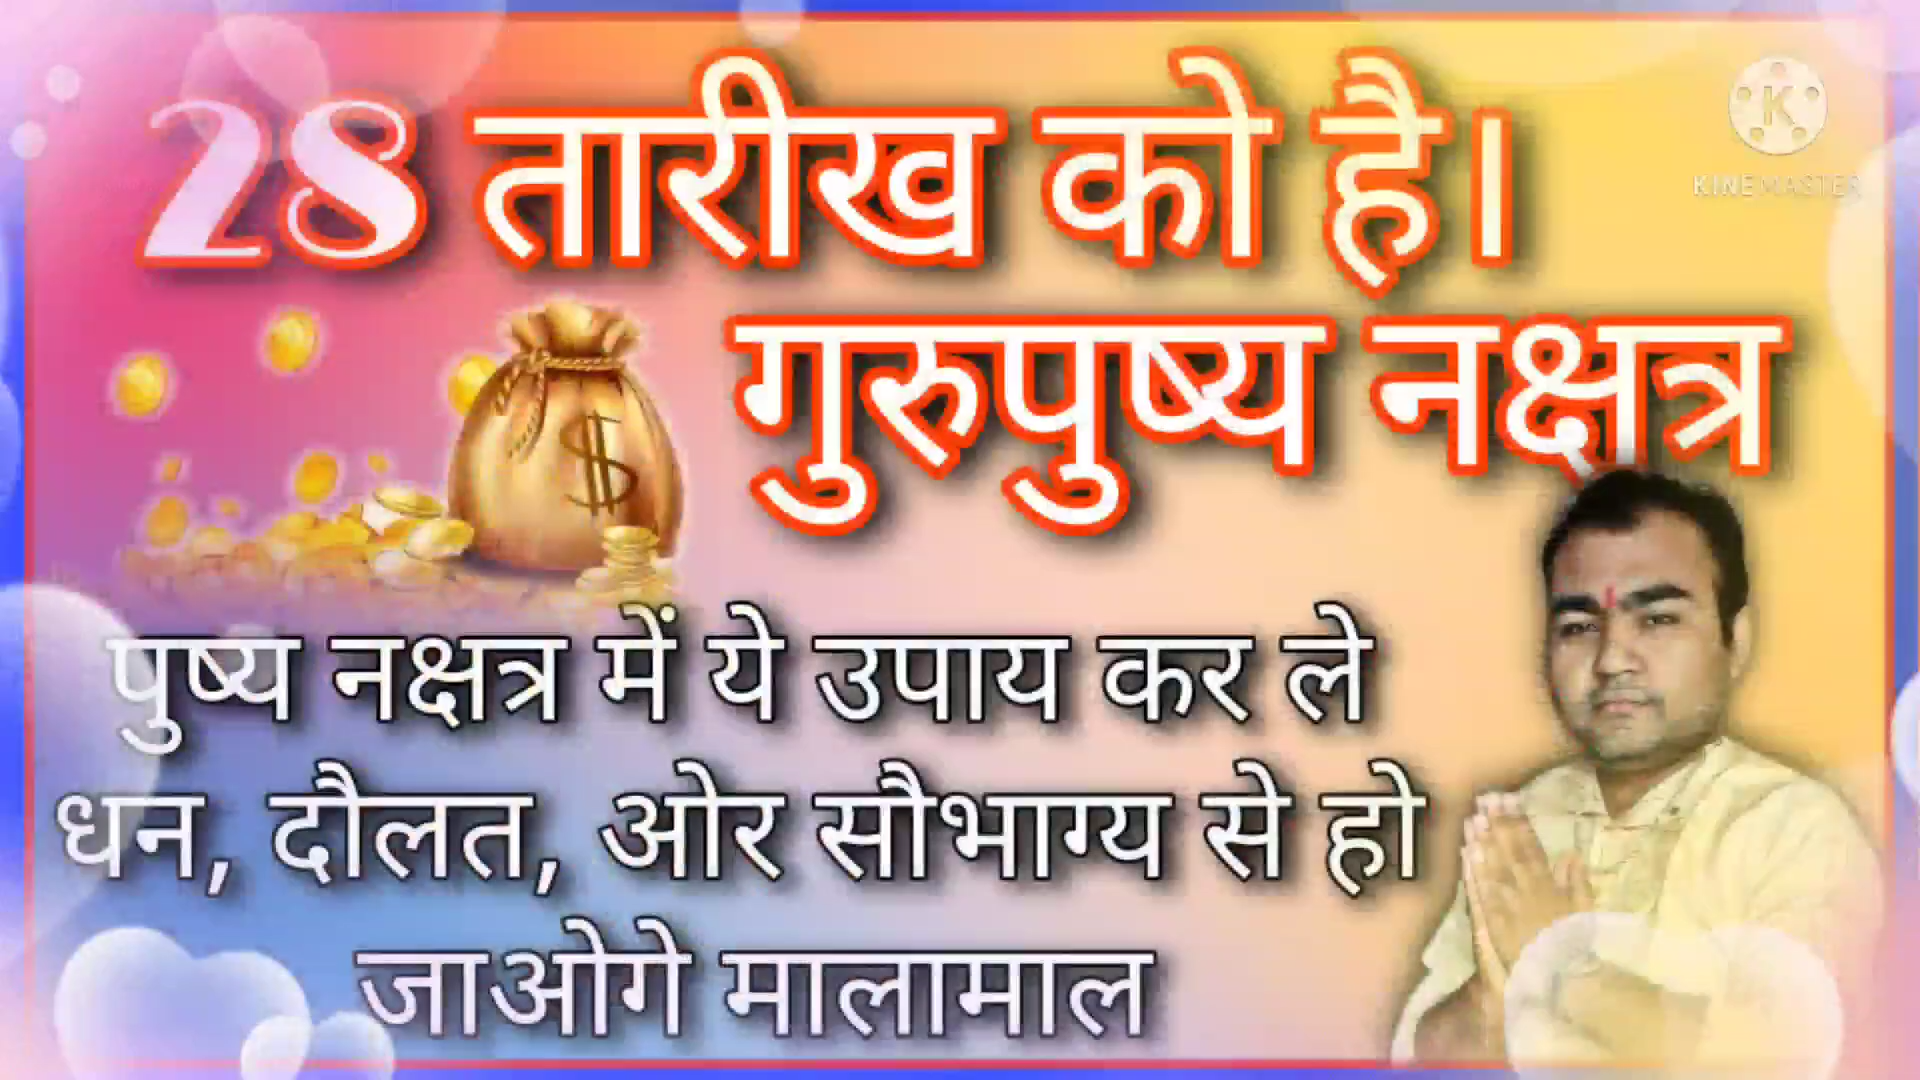 28 तारीख को है।
गुरुपुष्य नक्षत्र
पुष्य नक्षत्र में ये उपाय कर ले
धन, दौलत, ओर सौभाग्य से हो
जाओगे मालामाल
K
KINEMASTER
$